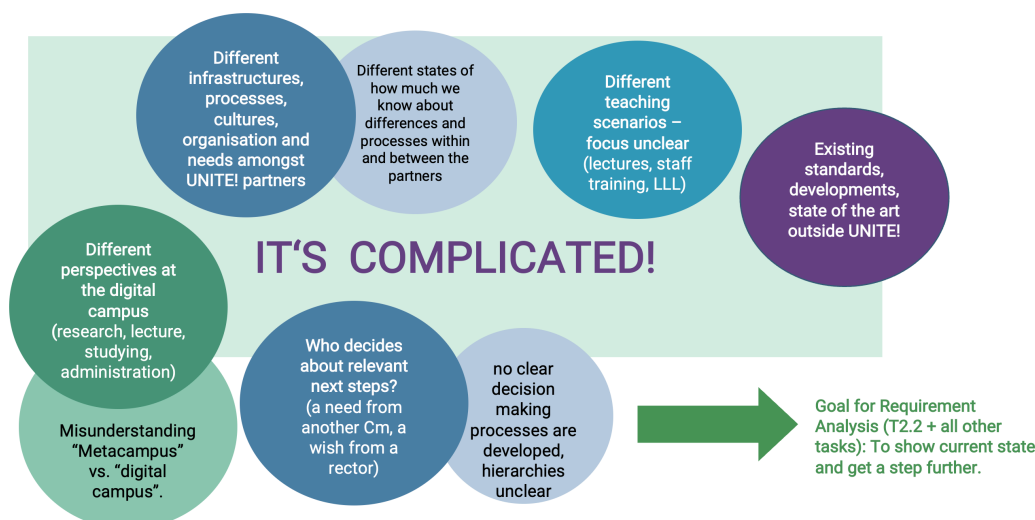 Different
infrastructures,
processes,
cultures,
organisation and
needs amongst
UNITE! partners
Different states of
how much we
know about
differences and
processes within
and between the
partners
Different
teaching
scenarios –
focus unclear
(lectures, staff
training, LLL)
Existing
standards,
developments,
state of the art
outside UNITE!
IT‘S COMPLICATED!
Different
perspectives at
the digital
campus
(research, lecture,
studying,
administration)
Misunderstanding
“Metacampus”
vs. “digital
campus”.
Who decides
about relevant
next steps?
(a need from
another Cm, a
wish from a
rector)
no clear
decision
making
processes are
developed,
hierarchies
unclear
Goal for Requirement
Analysis (T2.2 + all other
tasks): To show current state
and get a step further.